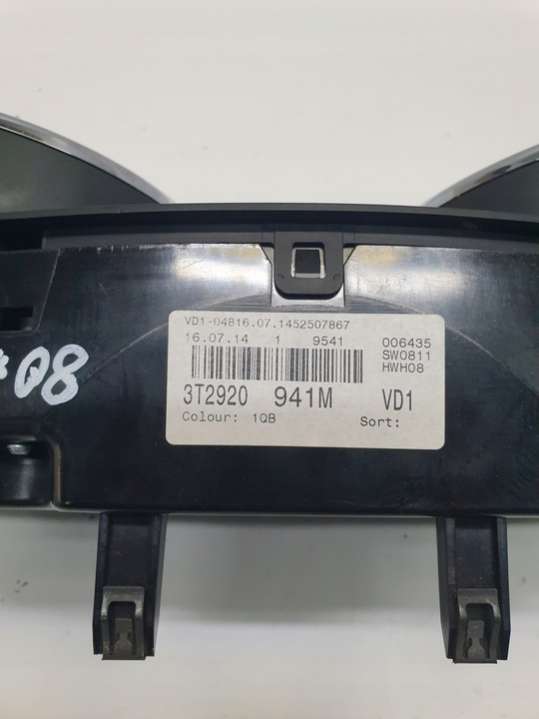 VD1-04816.07.1452507867
16.07.14 1 9541 006435
SW0811
HWH08
3T2920 941M VD1
Colour: 1QB Sort:
*08